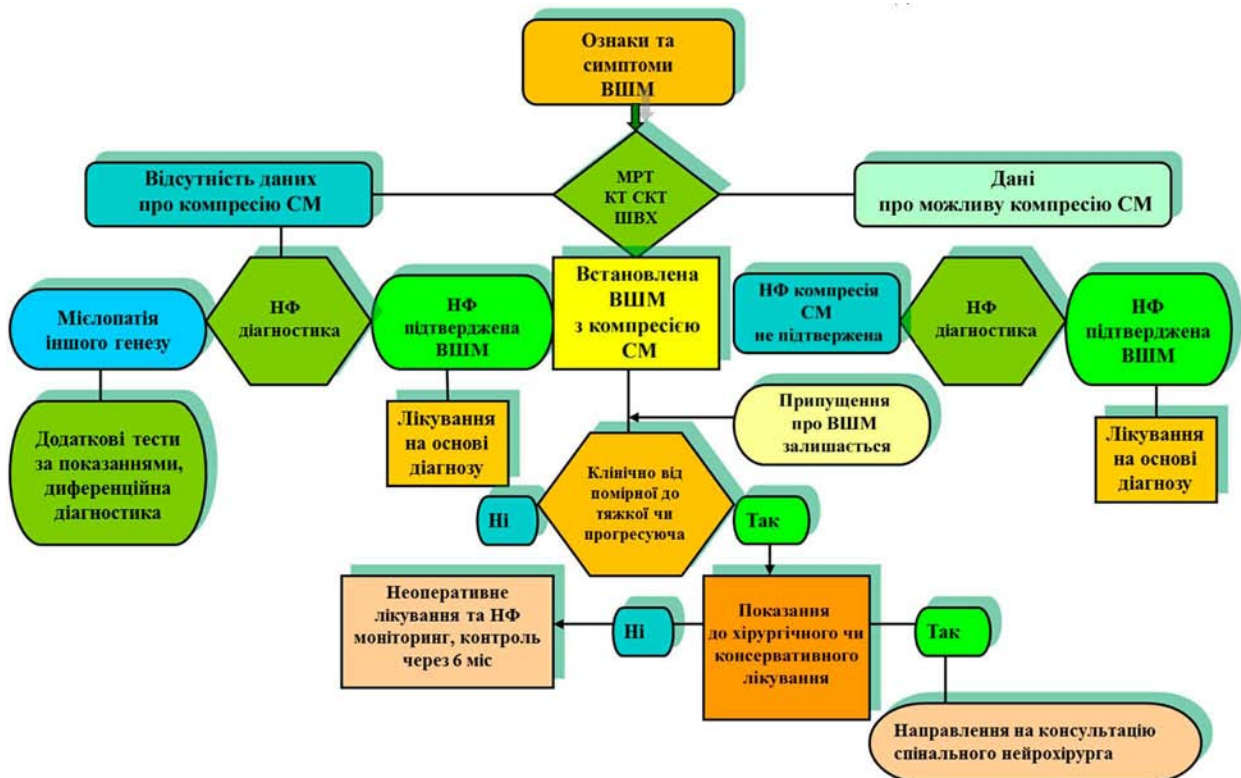 Ознаки та
симптоми
ВШМ
Відсутність даних
про компресію СМ
МРТ
КТ СКТ
ШВХ
Дані
про можливу компресію СМ
Мієлопатія
іншого генезу
НФ
діагностика
НФ
підтверджена
ВШМ
Встановлена
ВШМ
з компресією
СМ
НФ компресія
СМ
не підтвержена
НФ
діагностика
НФ
підтверджена
ВШМ
Додаткові тести
за показаннями,
диференційна
діагностика
Лікування
на основі
діагнозу
Припущення
про ВШМ
залишається
Лікування
на основі
діагнозу
Ні
Клінічно від
помірної до
тяжкої чи
прогресуюча
Так
Неоперативне
лікування та НФ
моніторинг, контроль
через 6 міс
Ні
Показання
до хірургічного чи
консервативного
лікування
Так
Направлення на консультацію
спінального нейрохірурга